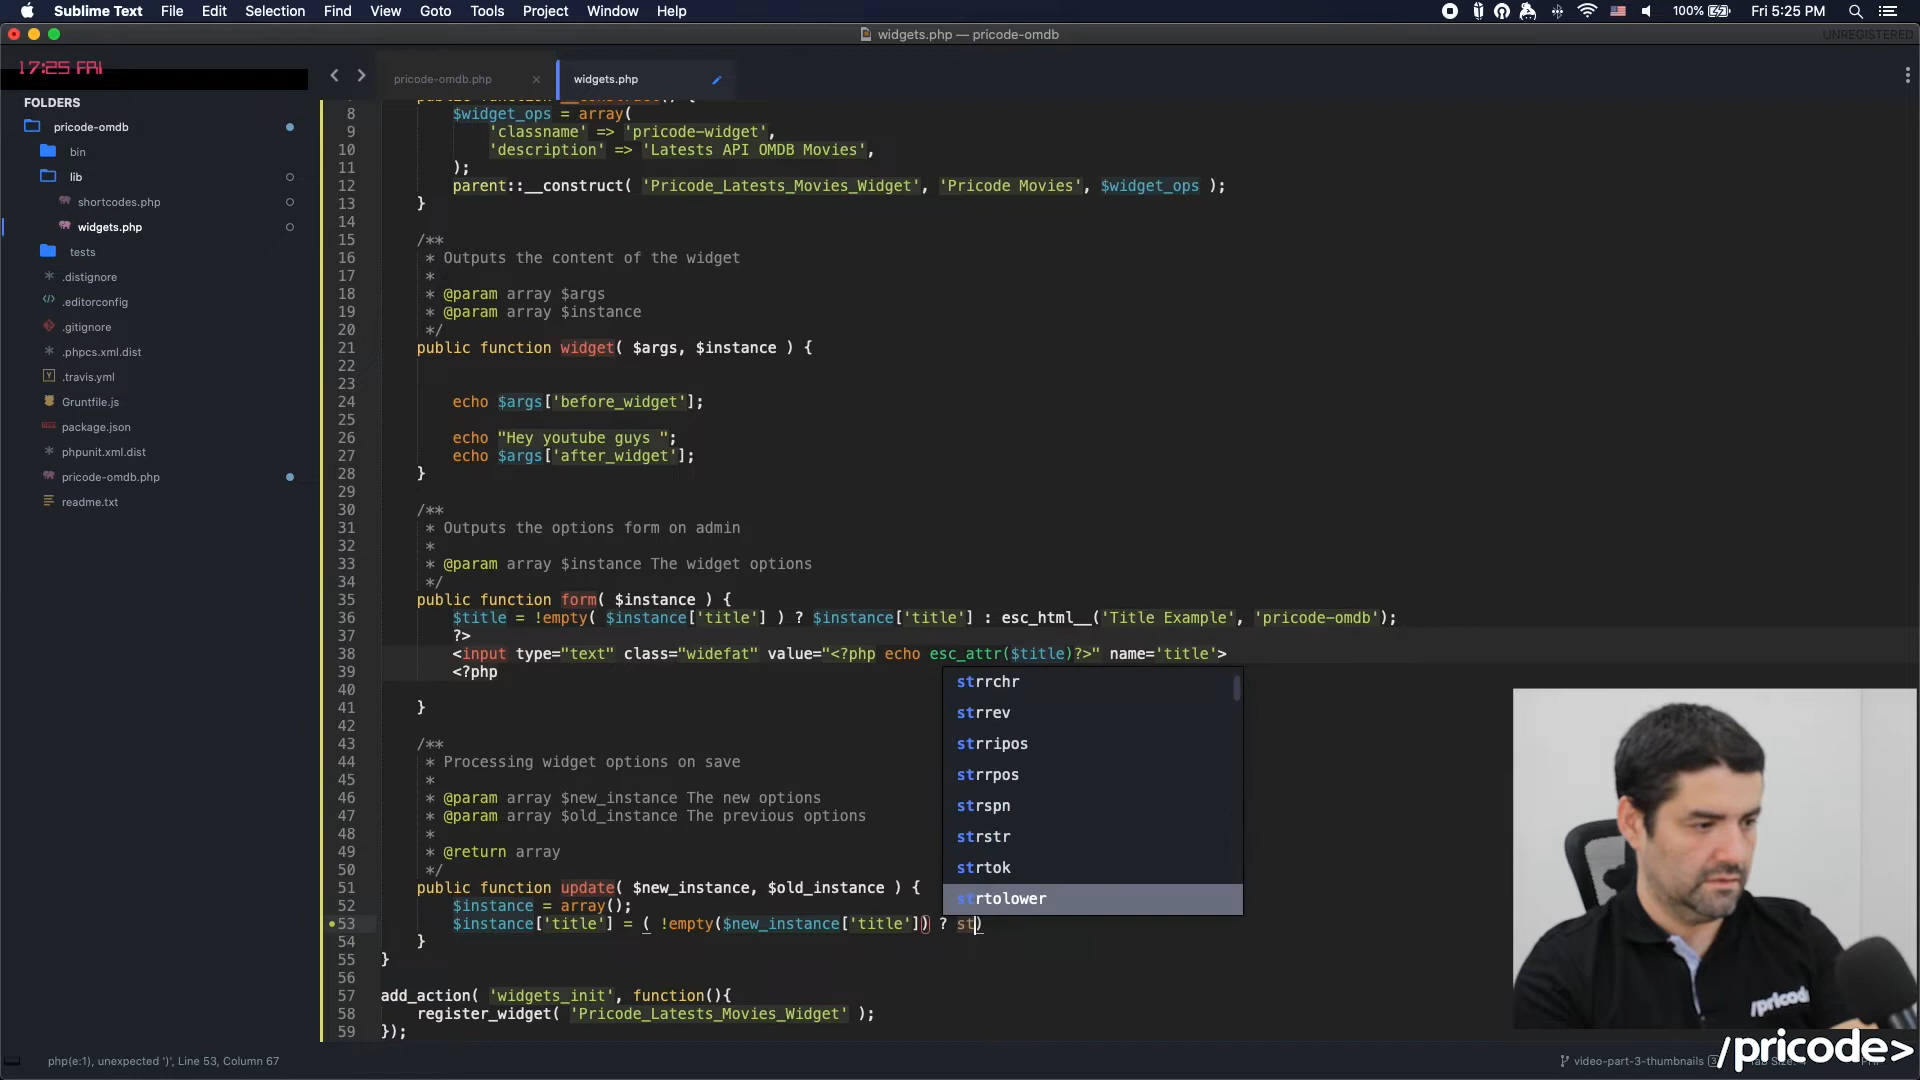 Sublime Text File Edit Selection Find View Goto Tools Project Window Help 100% Fri 5:25 PM
widgets.php — pricode-omdb UNREGISTERED
17:25 FRI
pricode-omdb.php widgets.php
FOLDERS
pricode-omdb
bin
lib
shortcodes.php
widgets.php
tests
.distignore
.editorconfig
.gitignore
.phpcs.xml.dist
.travis.yml
Gruntfile.js
package.json
phpunit.xml.dist
pricode-omdb.php
readme.txt
8 $widget_ops = array(
9 'classname' => 'pricode-widget',
10 'description' => 'Latests API OMDB Movies',
11 );
12 parent::__construct( 'Pricode_Latests_Movies_Widget', 'Pricode Movies', $widget_ops );
13 }
14
15 /**
16 * Outputs the content of the widget
17 *
18 * @param array $args
19 * @param array $instance
20 */
21 public function widget( $args, $instance ) {
22
23
24 echo $args['before_widget'];
25
26 echo "Hey youtube guys ";
27 echo $args['after_widget'];
28 }
29
30 /**
31 * Outputs the options form on admin
32 *
33 * @param array $instance The widget options
34 */
35 public function form( $instance ) {
36 $title = !empty( $instance['title'] ) ? $instance['title'] : esc_html__('Title Example', 'pricode-omdb');
37 ?>
38 <input type="text" class="widefat" value="<?php echo esc_attr($title)?>" name='title'>
39 <?php
40
41 }
42
43 /**
44 * Processing widget options on save
45 *
46 * @param array $new_instance The new options
47 * @param array $old_instance The previous options
48 *
49 * @return array
50 */
51 public function update( $new_instance, $old_instance ) {
52 $instance = array();
53 $instance['title'] = ( !empty($new_instance['title']) ? st)
54 }
55 }
56
57 add_action( 'widgets_init', function(){
58 register_widget( 'Pricode_Latests_Movies_Widget' );
59 });
strrchr
strrev
strripos
strrpos
strspn
strstr
strtok
strtolower
/pricode
/pricode>
php(e:1), unexpected ')', Line 53, Column 67
video-part-3-thumbnails